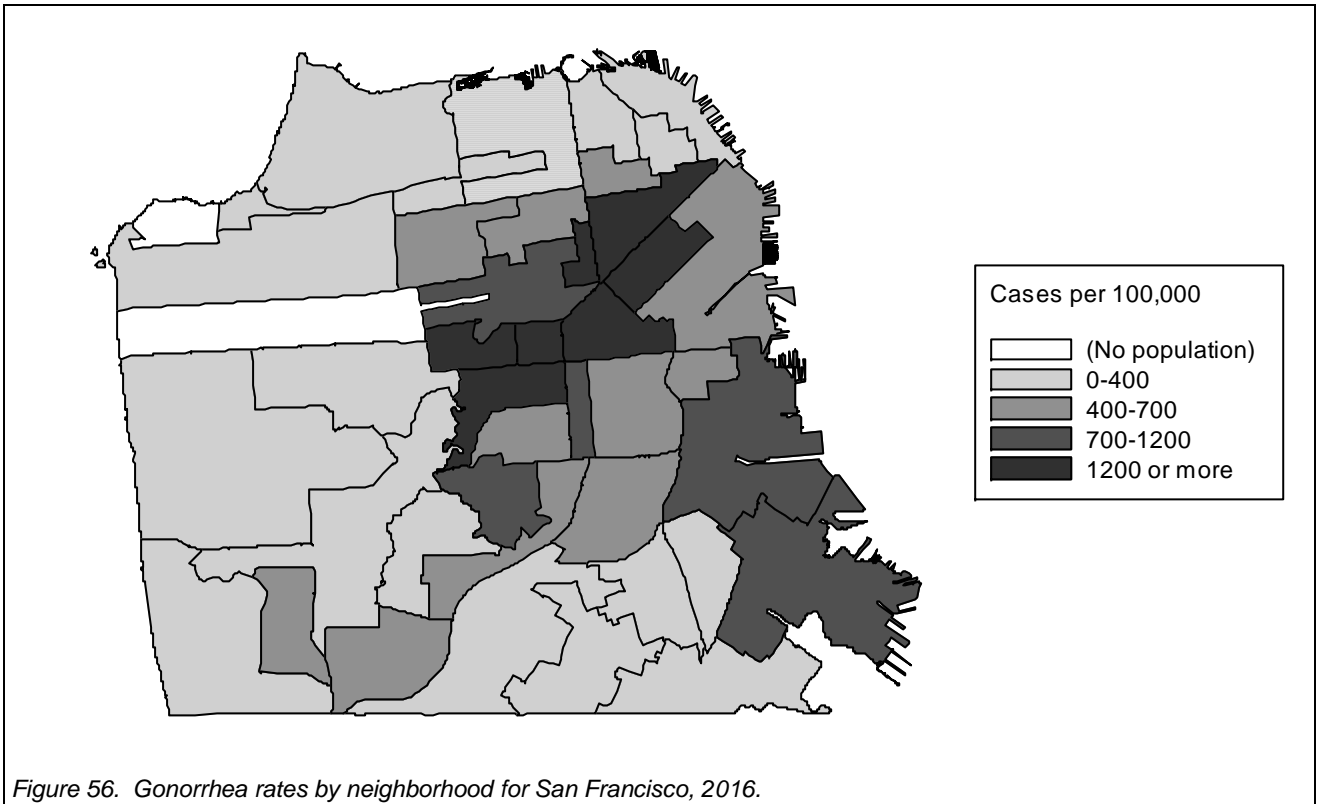 Cases per 100,000
(No population)
0-400
400-700
700-1200
1200 or more
Figure 56. Gonorrhea rates by neighborhood for San Francisco, 2016.